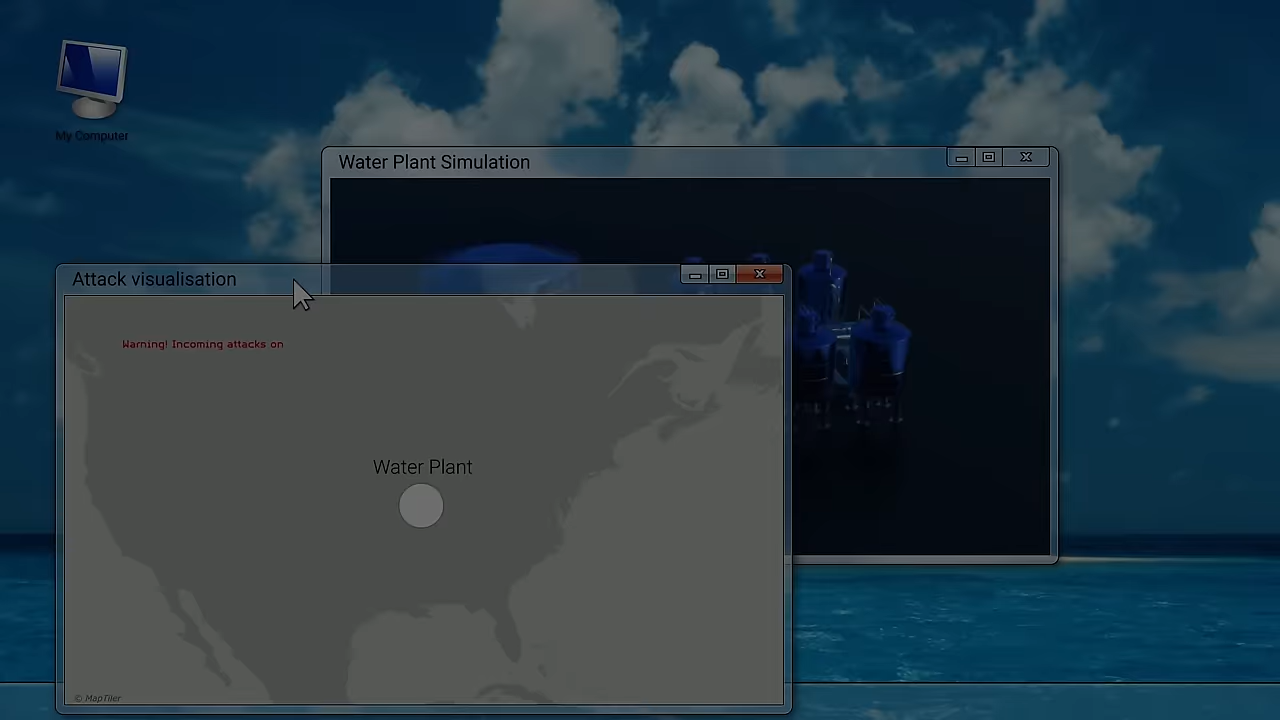 My Computer
Water Plant Simulation
Attack visualisation
Warning! Incoming attacks on
Water Plant
© MapTiler